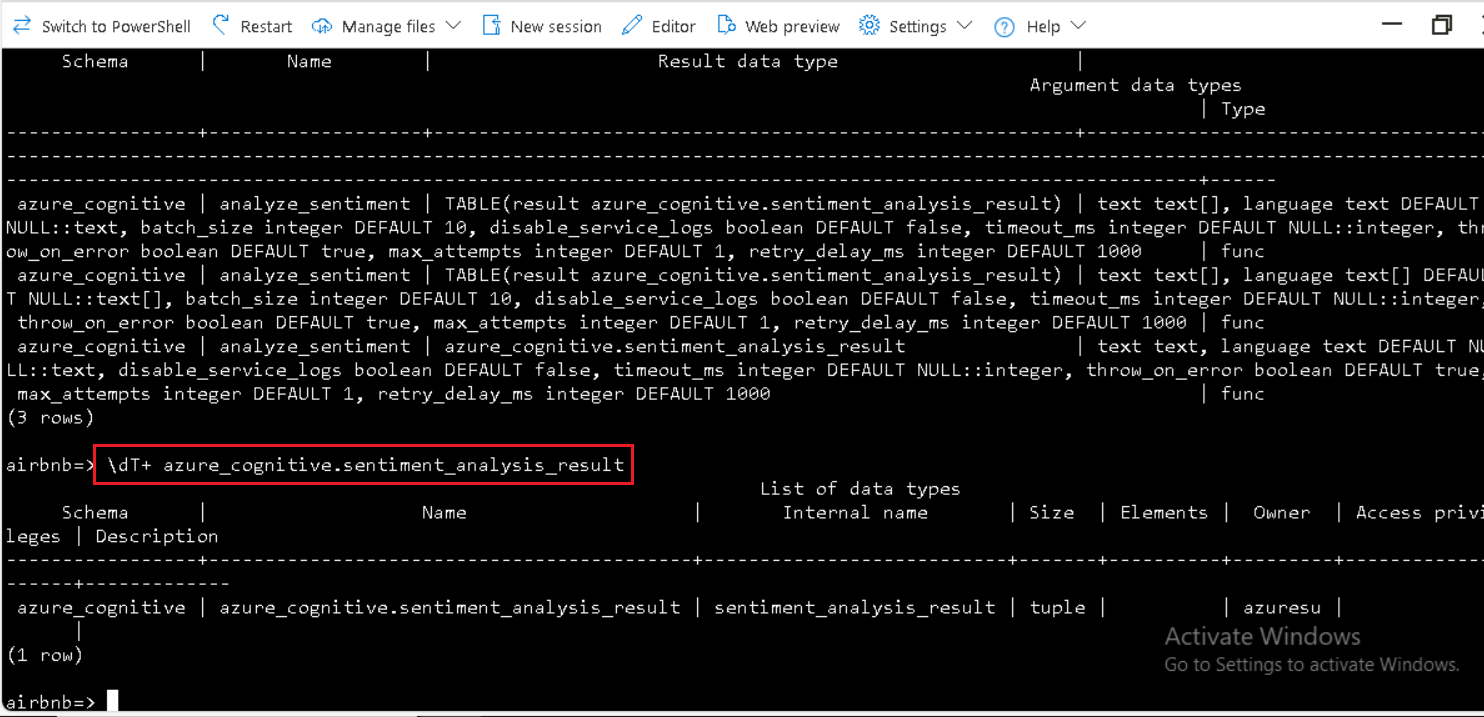 Switch to PowerShell Restart Manage files New session Editor Web preview Settings Help
Schema | Name | Result data type |
Argument data types
| Type
--------------------+---------------------+------------------------------------------------------------------+----------------------------------------
----------------------------------------------------------------------------------------------------------------------------------------------------
-------------------------------------------------------------------------------------------------------------------------+------
azure_cognitive | analyze_sentiment | TABLE(result azure_cognitive.sentiment_analysis_result) | text text[], language text DEFAULT
NULL::text, batch_size integer DEFAULT 10, disable_service_logs boolean DEFAULT false, timeout_ms integer DEFAULT NULL::integer, thr
ow_on_error boolean DEFAULT true, max_attempts integer DEFAULT 1, retry_delay_ms integer DEFAULT 1000 | func
azure_cognitive | analyze_sentiment | TABLE(result azure_cognitive.sentiment_analysis_result) | text text[], language text[] DEFAUL
T NULL::text[], batch_size integer DEFAULT 10, disable_service_logs boolean DEFAULT false, timeout_ms integer DEFAULT NULL::integer,
throw_on_error boolean DEFAULT true, max_attempts integer DEFAULT 1, retry_delay_ms integer DEFAULT 1000 | func
azure_cognitive | analyze_sentiment | azure_cognitive.sentiment_analysis_result | text text, language text DEFAULT NU
LL::text, disable_service_logs boolean DEFAULT false, timeout_ms integer DEFAULT NULL::integer, throw_on_error boolean DEFAULT true,
max_attempts integer DEFAULT 1, retry_delay_ms integer DEFAULT 1000 | func
(3 rows)
airbnb=> \dT+ azure_cognitive.sentiment_analysis_result
List of data types
Schema | Name | Internal name | Size | Elements | Owner | Access privi
leges | Description
--------------------+--------------------------------------------+-------------------------------+--------+----------+----------+-------------
------+-------------
azure_cognitive | azure_cognitive.sentiment_analysis_result | sentiment_analysis_result | tuple | | azuresu |
|
(1 row)
airbnb=>
Activate Windows
Go to Settings to activate Windows.